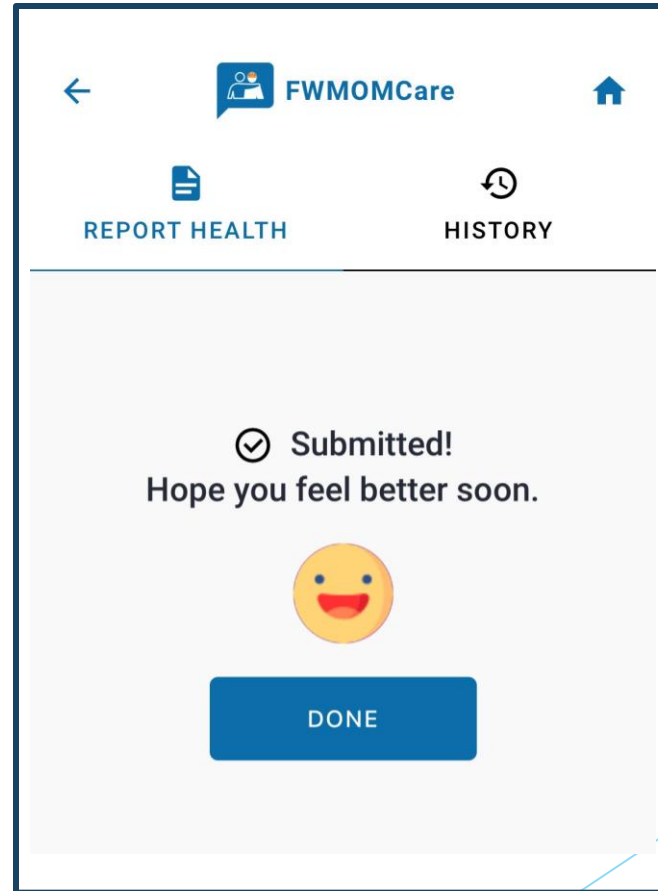 FWMOMCare
REPORT HEALTH
HISTORY
Submitted!
Hope you feel better soon.
DONE